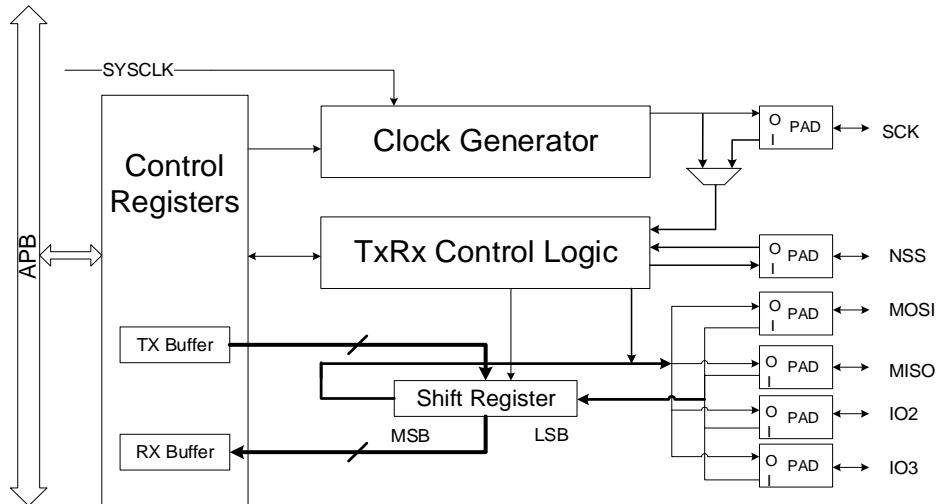 SYSCLK
Control
Registers
Clock Generator
O
I
PAD
SCK
APB
TxRx Control Logic
O
I
PAD
NSS
O
I
PAD
MOSI
TX Buffer
O
I
PAD
MISO
Shift Register
MSB
LSB
O
I
PAD
IO2
RX Buffer
O
I
PAD
IO3